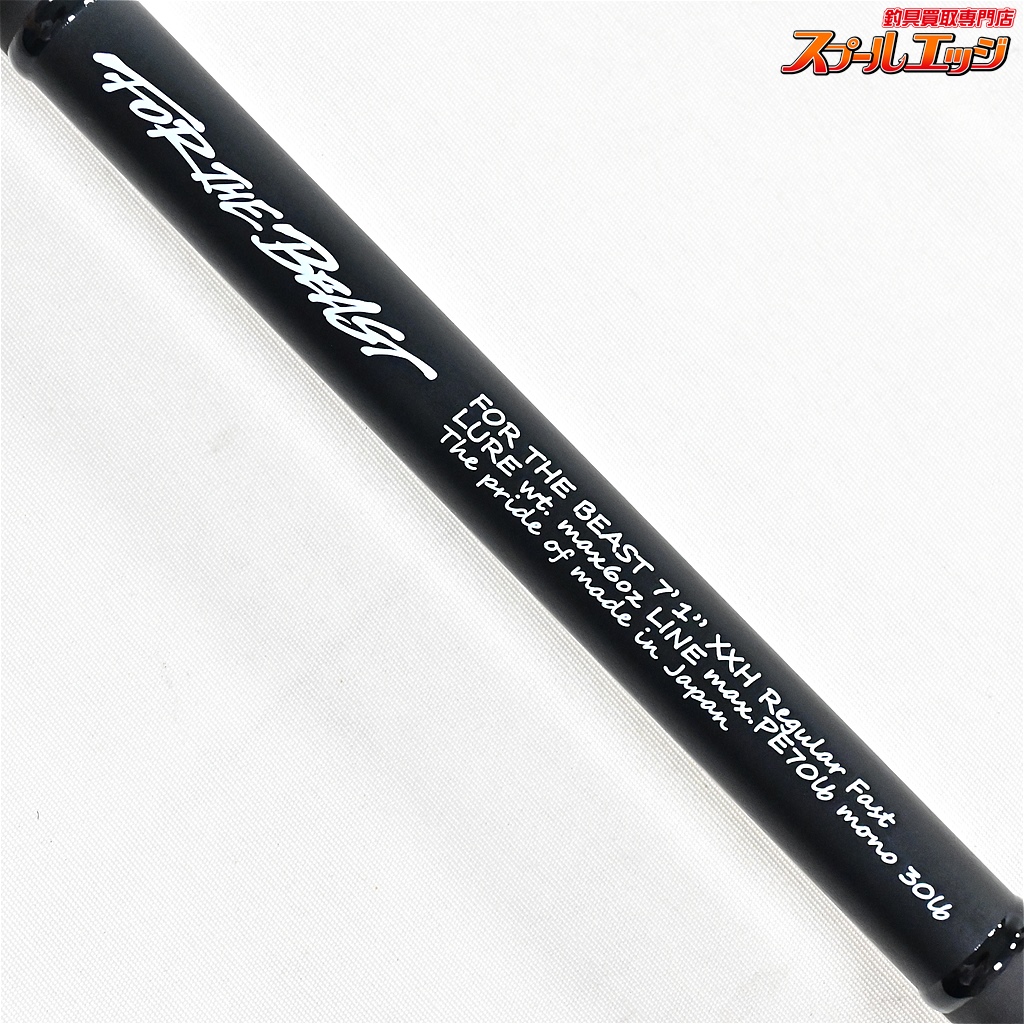 釣具買取専門店
スプールエッジ
FOR THE BEAST
FOR THE BEAST 7'1" XXH Regular Fast
LURE wt. max6oz LINE max.PE70lb mono 30lb
The pride of made in Japan